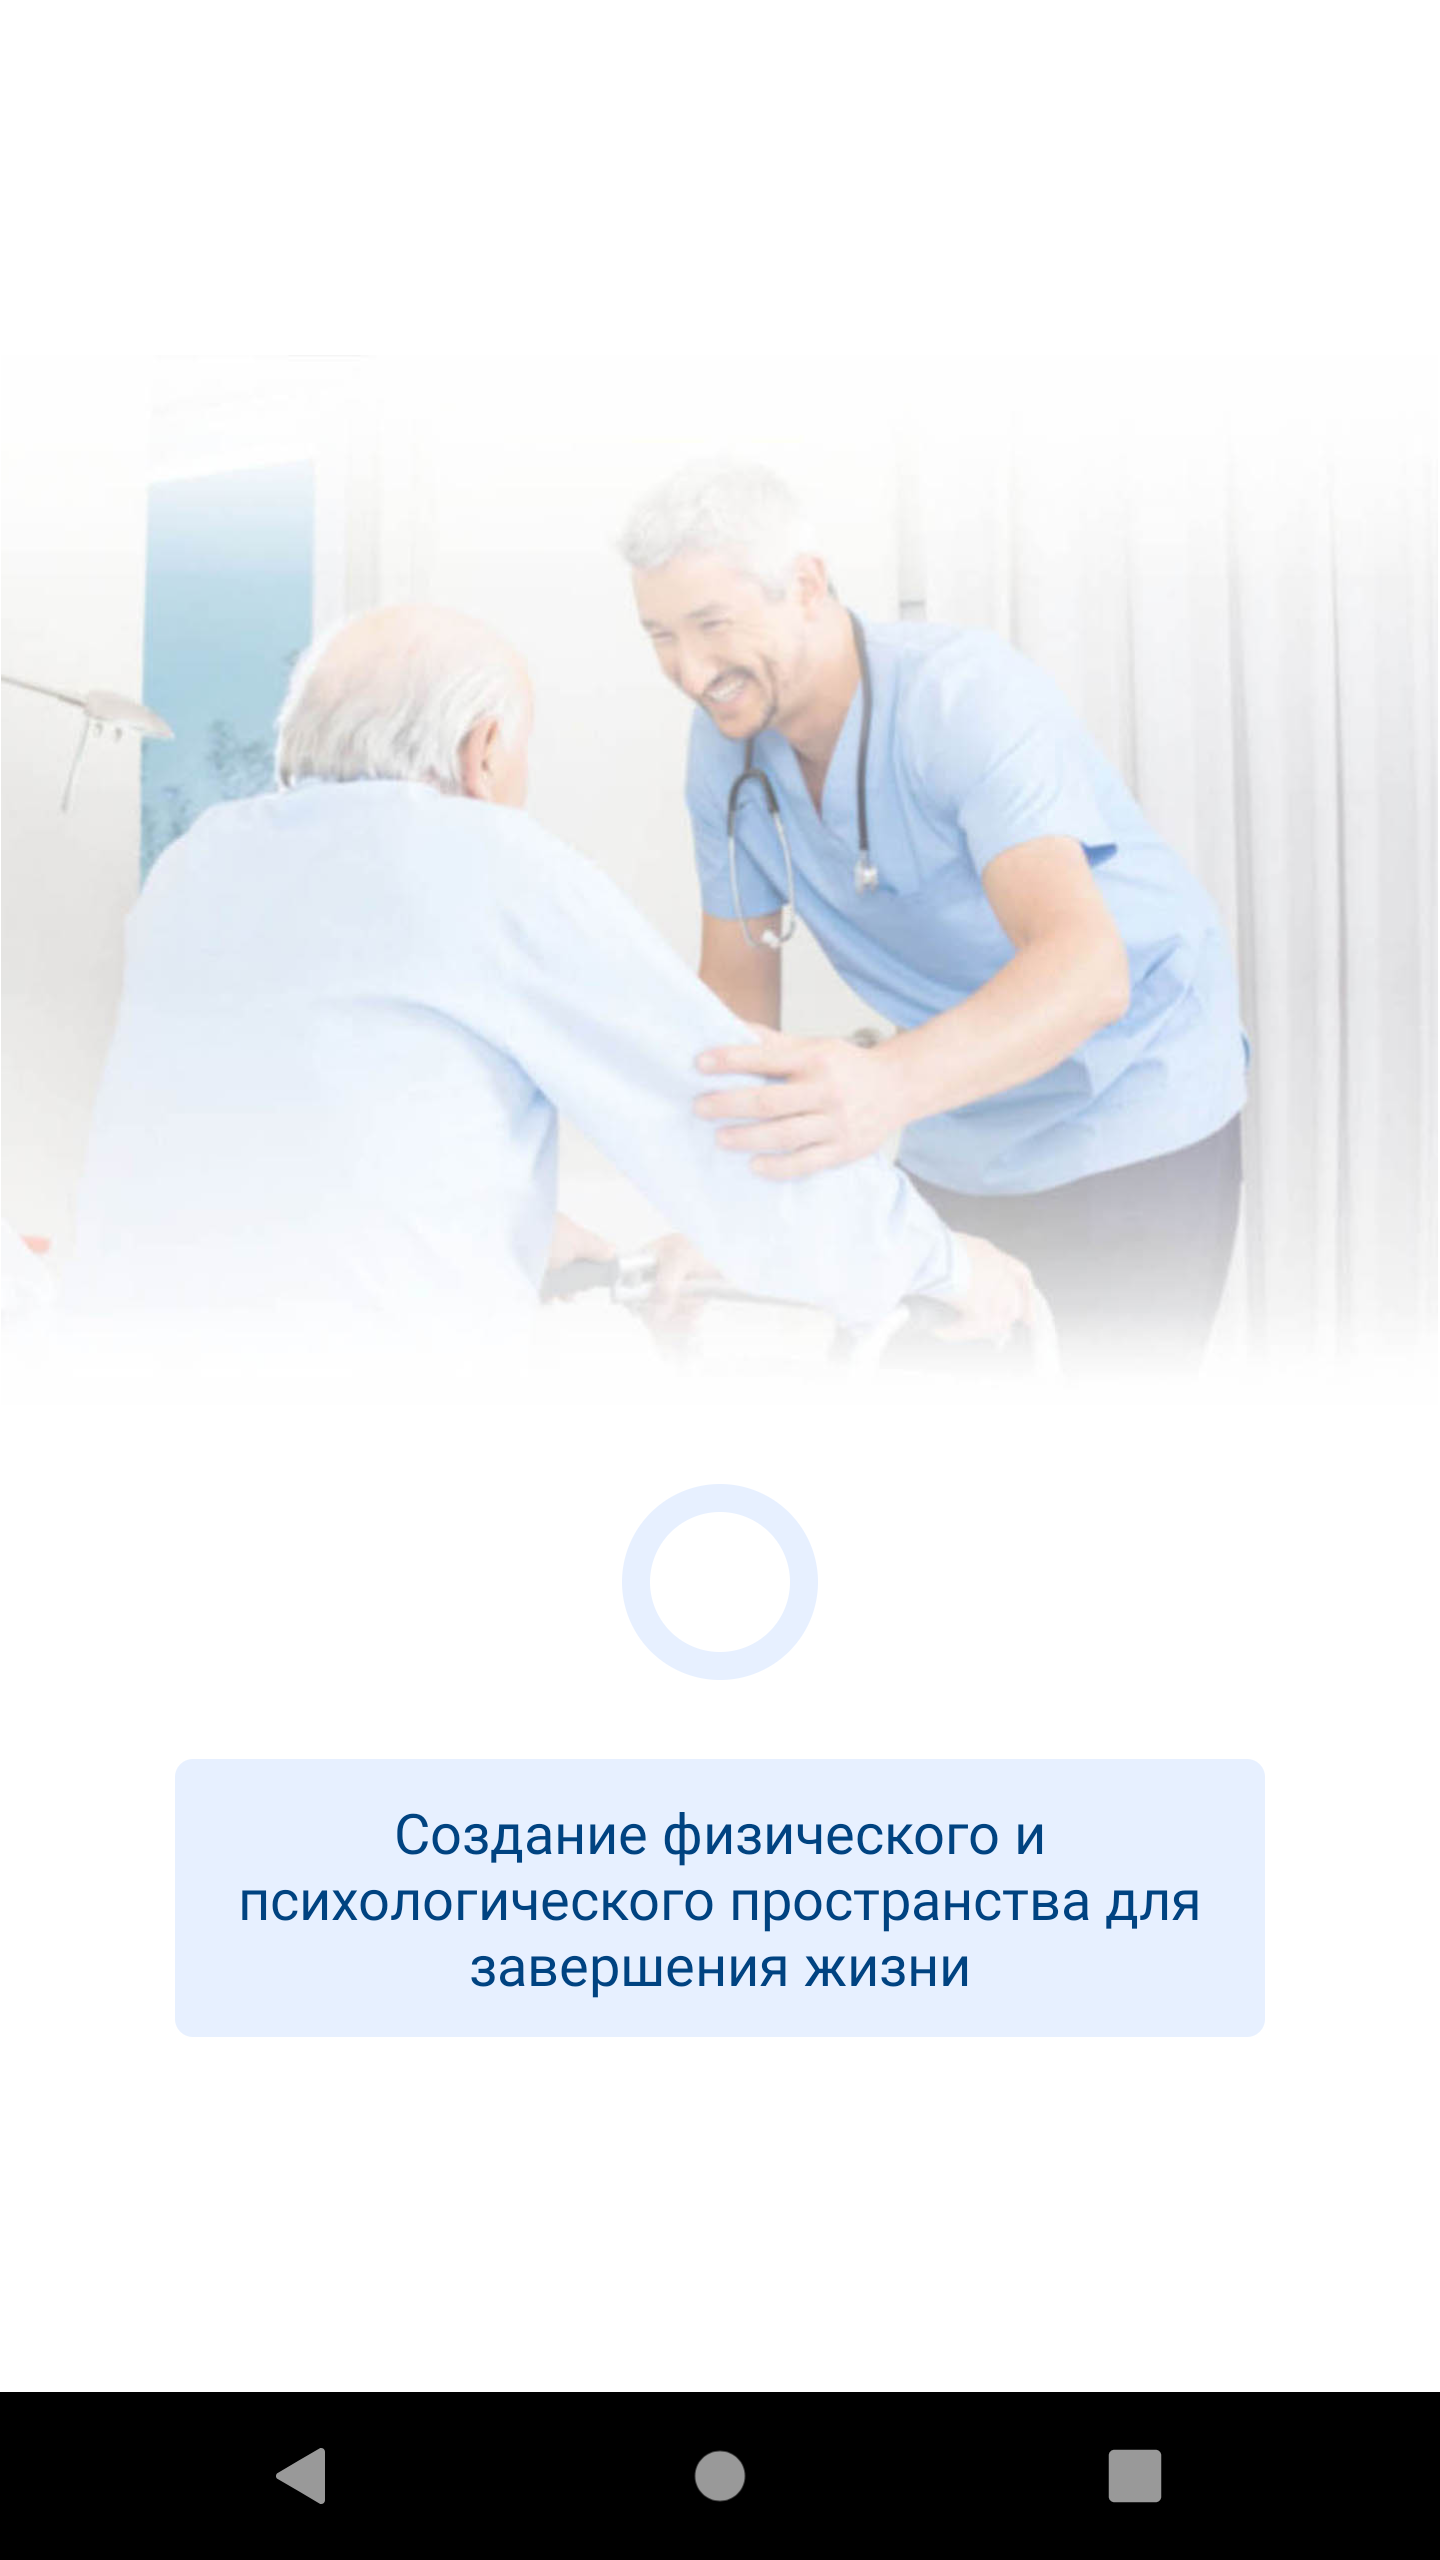 Создание физического и
психологического пространства для
завершения жизни